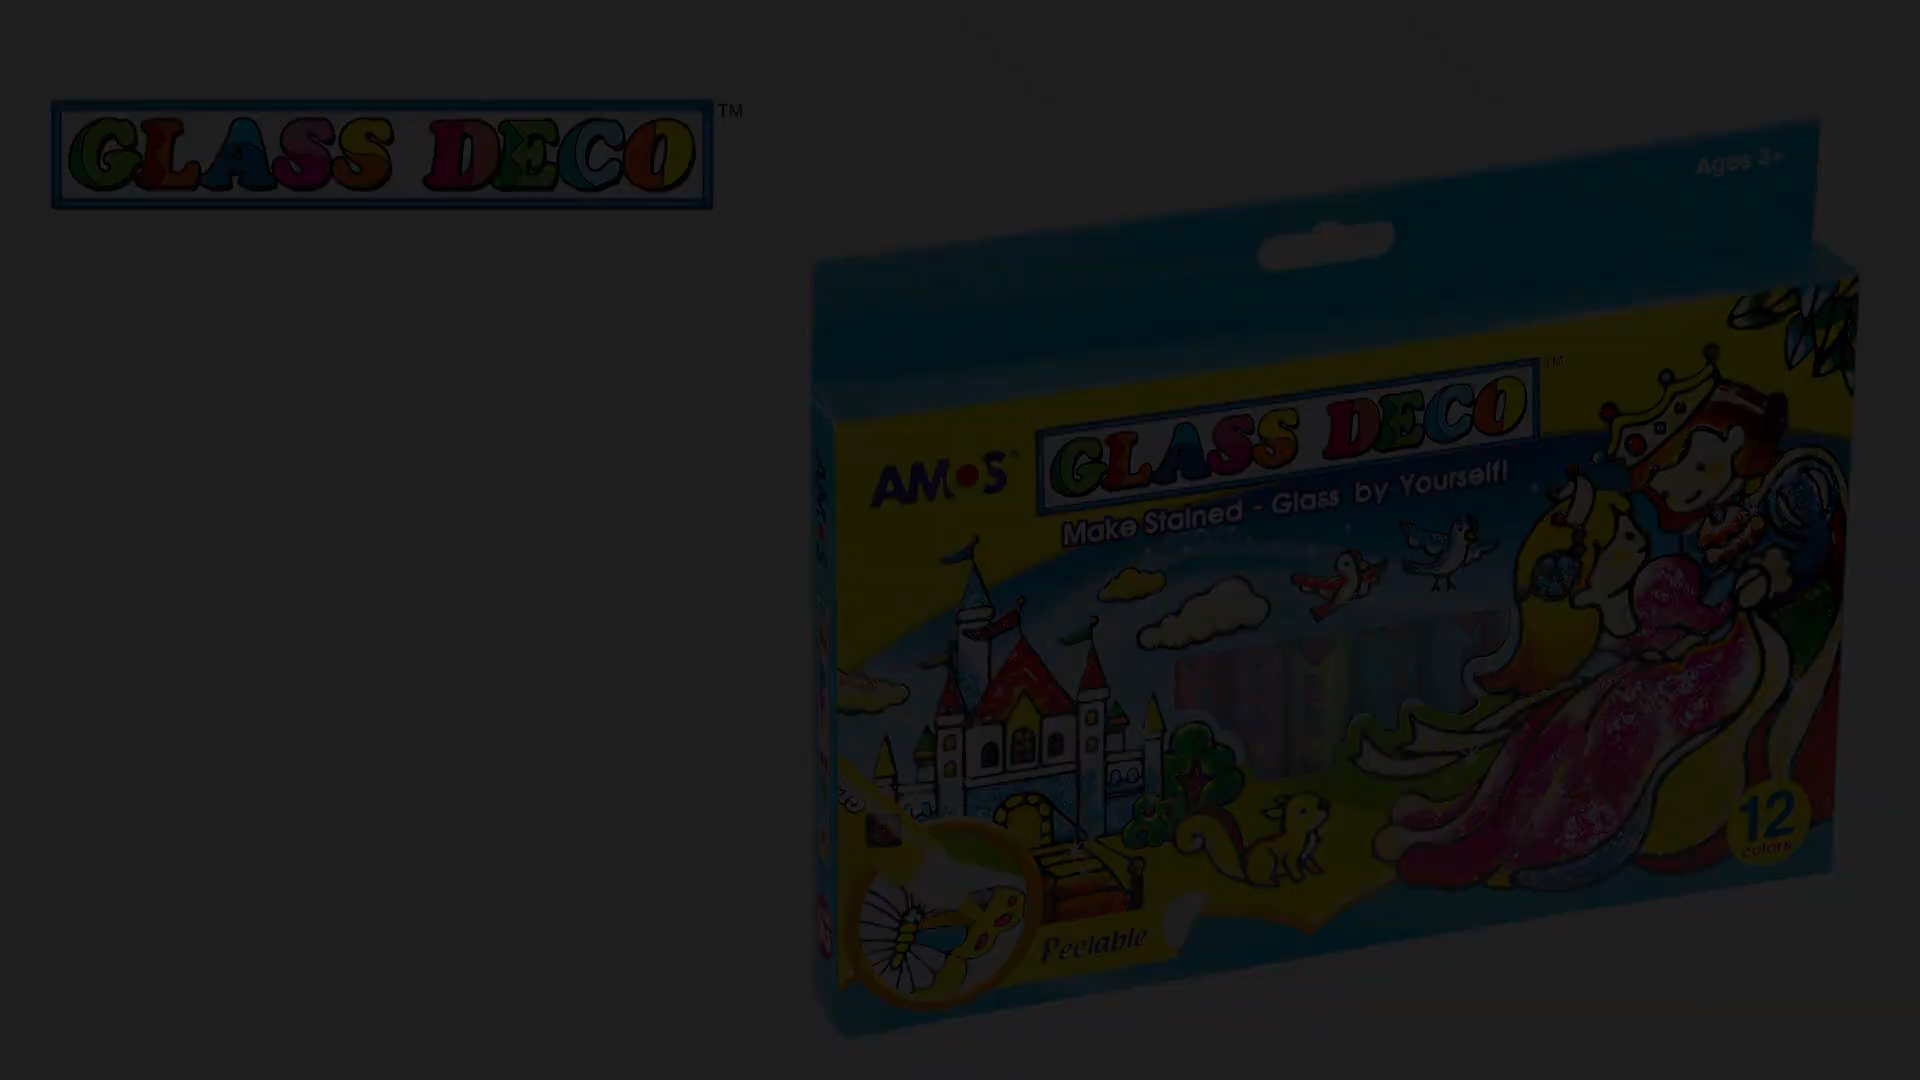 GLASS DECO™
Ages 3+
AMOS
GLASS DECO™
Make Stained - Glass by Yourself!
12
colors
Peelable